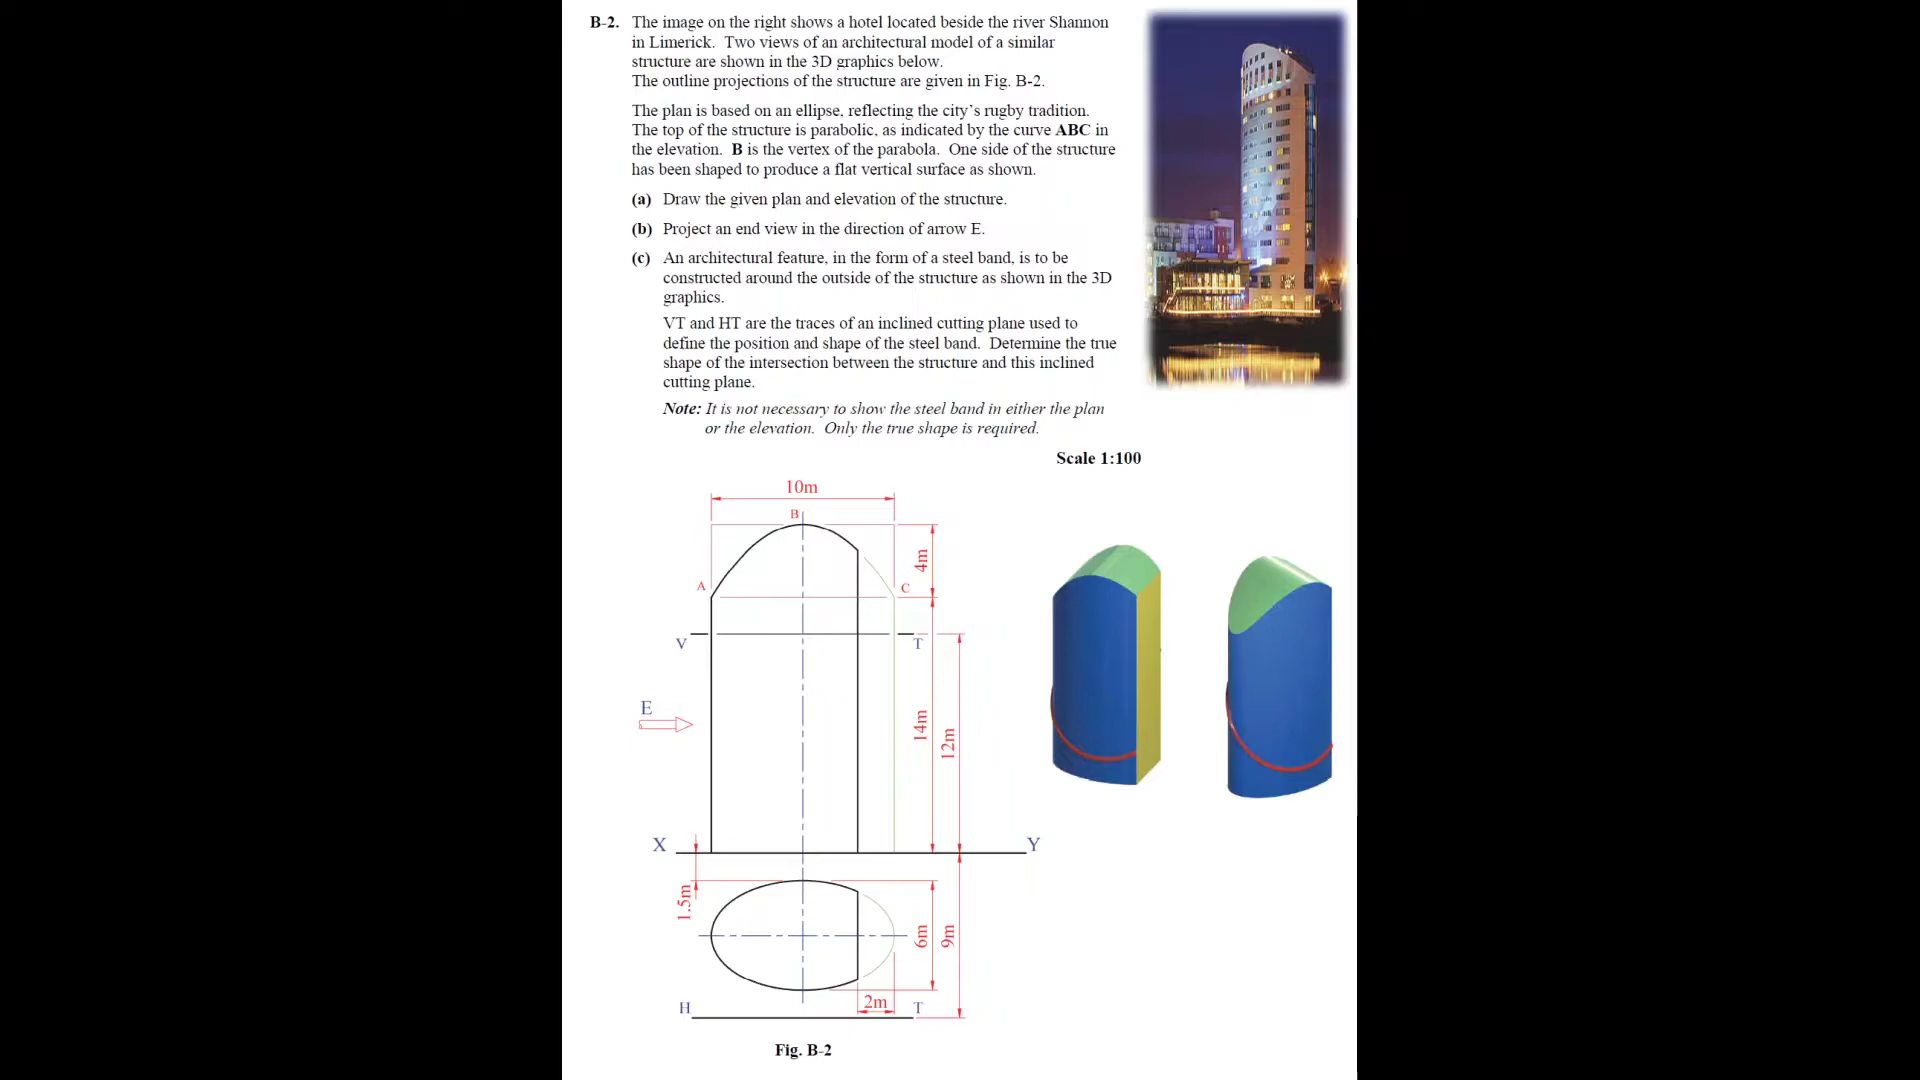 B-2. The image on the right shows a hotel located beside the river Shannon
in Limerick. Two views of an architectural model of a similar
structure are shown in the 3D graphics below.
The outline projections of the structure are given in Fig. B-2.
The plan is based on an ellipse, reflecting the city's rugby tradition.
The top of the structure is parabolic, as indicated by the curve ABC in
the elevation. B is the vertex of the parabola. One side of the structure
has been shaped to produce a flat vertical surface as shown.
(a) Draw the given plan and elevation of the structure.
(b) Project an end view in the direction of arrow E.
(c) An architectural feature, in the form of a steel band, is to be
constructed around the outside of the structure as shown in the 3D
graphics.
VT and HT are the traces of an inclined cutting plane used to
define the position and shape of the steel band. Determine the true
shape of the intersection between the structure and this inclined
cutting plane.
Note: It is not necessary to show the steel band in either the plan
or the elevation. Only the true shape is required.
Scale 1:100
10m
B
4m
A
C
V
T
E
14m
12m
X
Y
1.5m
6m
9m
2m
H
T
Fig. B-2